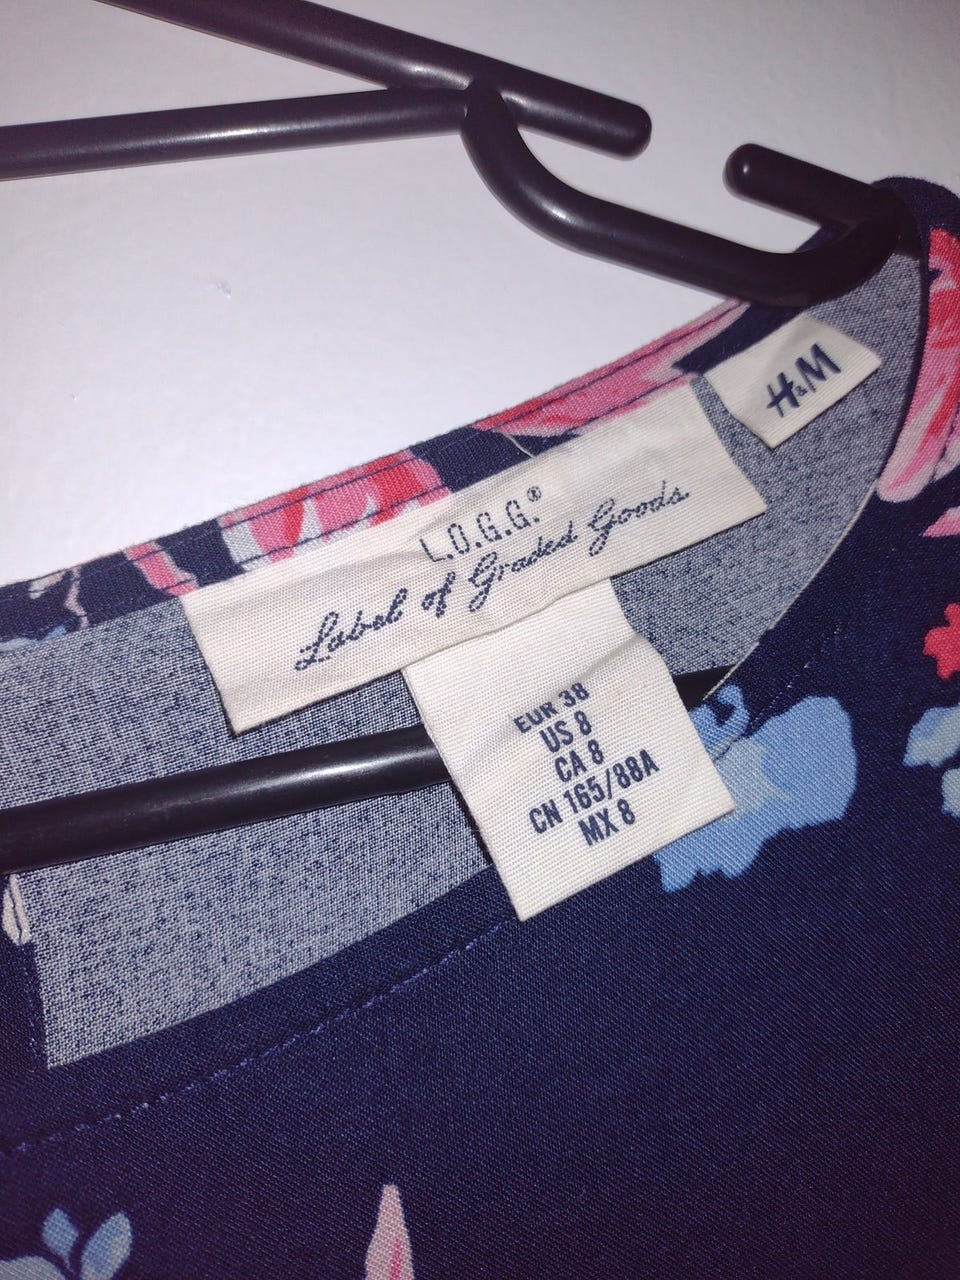 H&M
L.O.G.G.®
Label of Graded Goods.
EUR 38
US 8
CA 8
CN 165/88A
MX 8